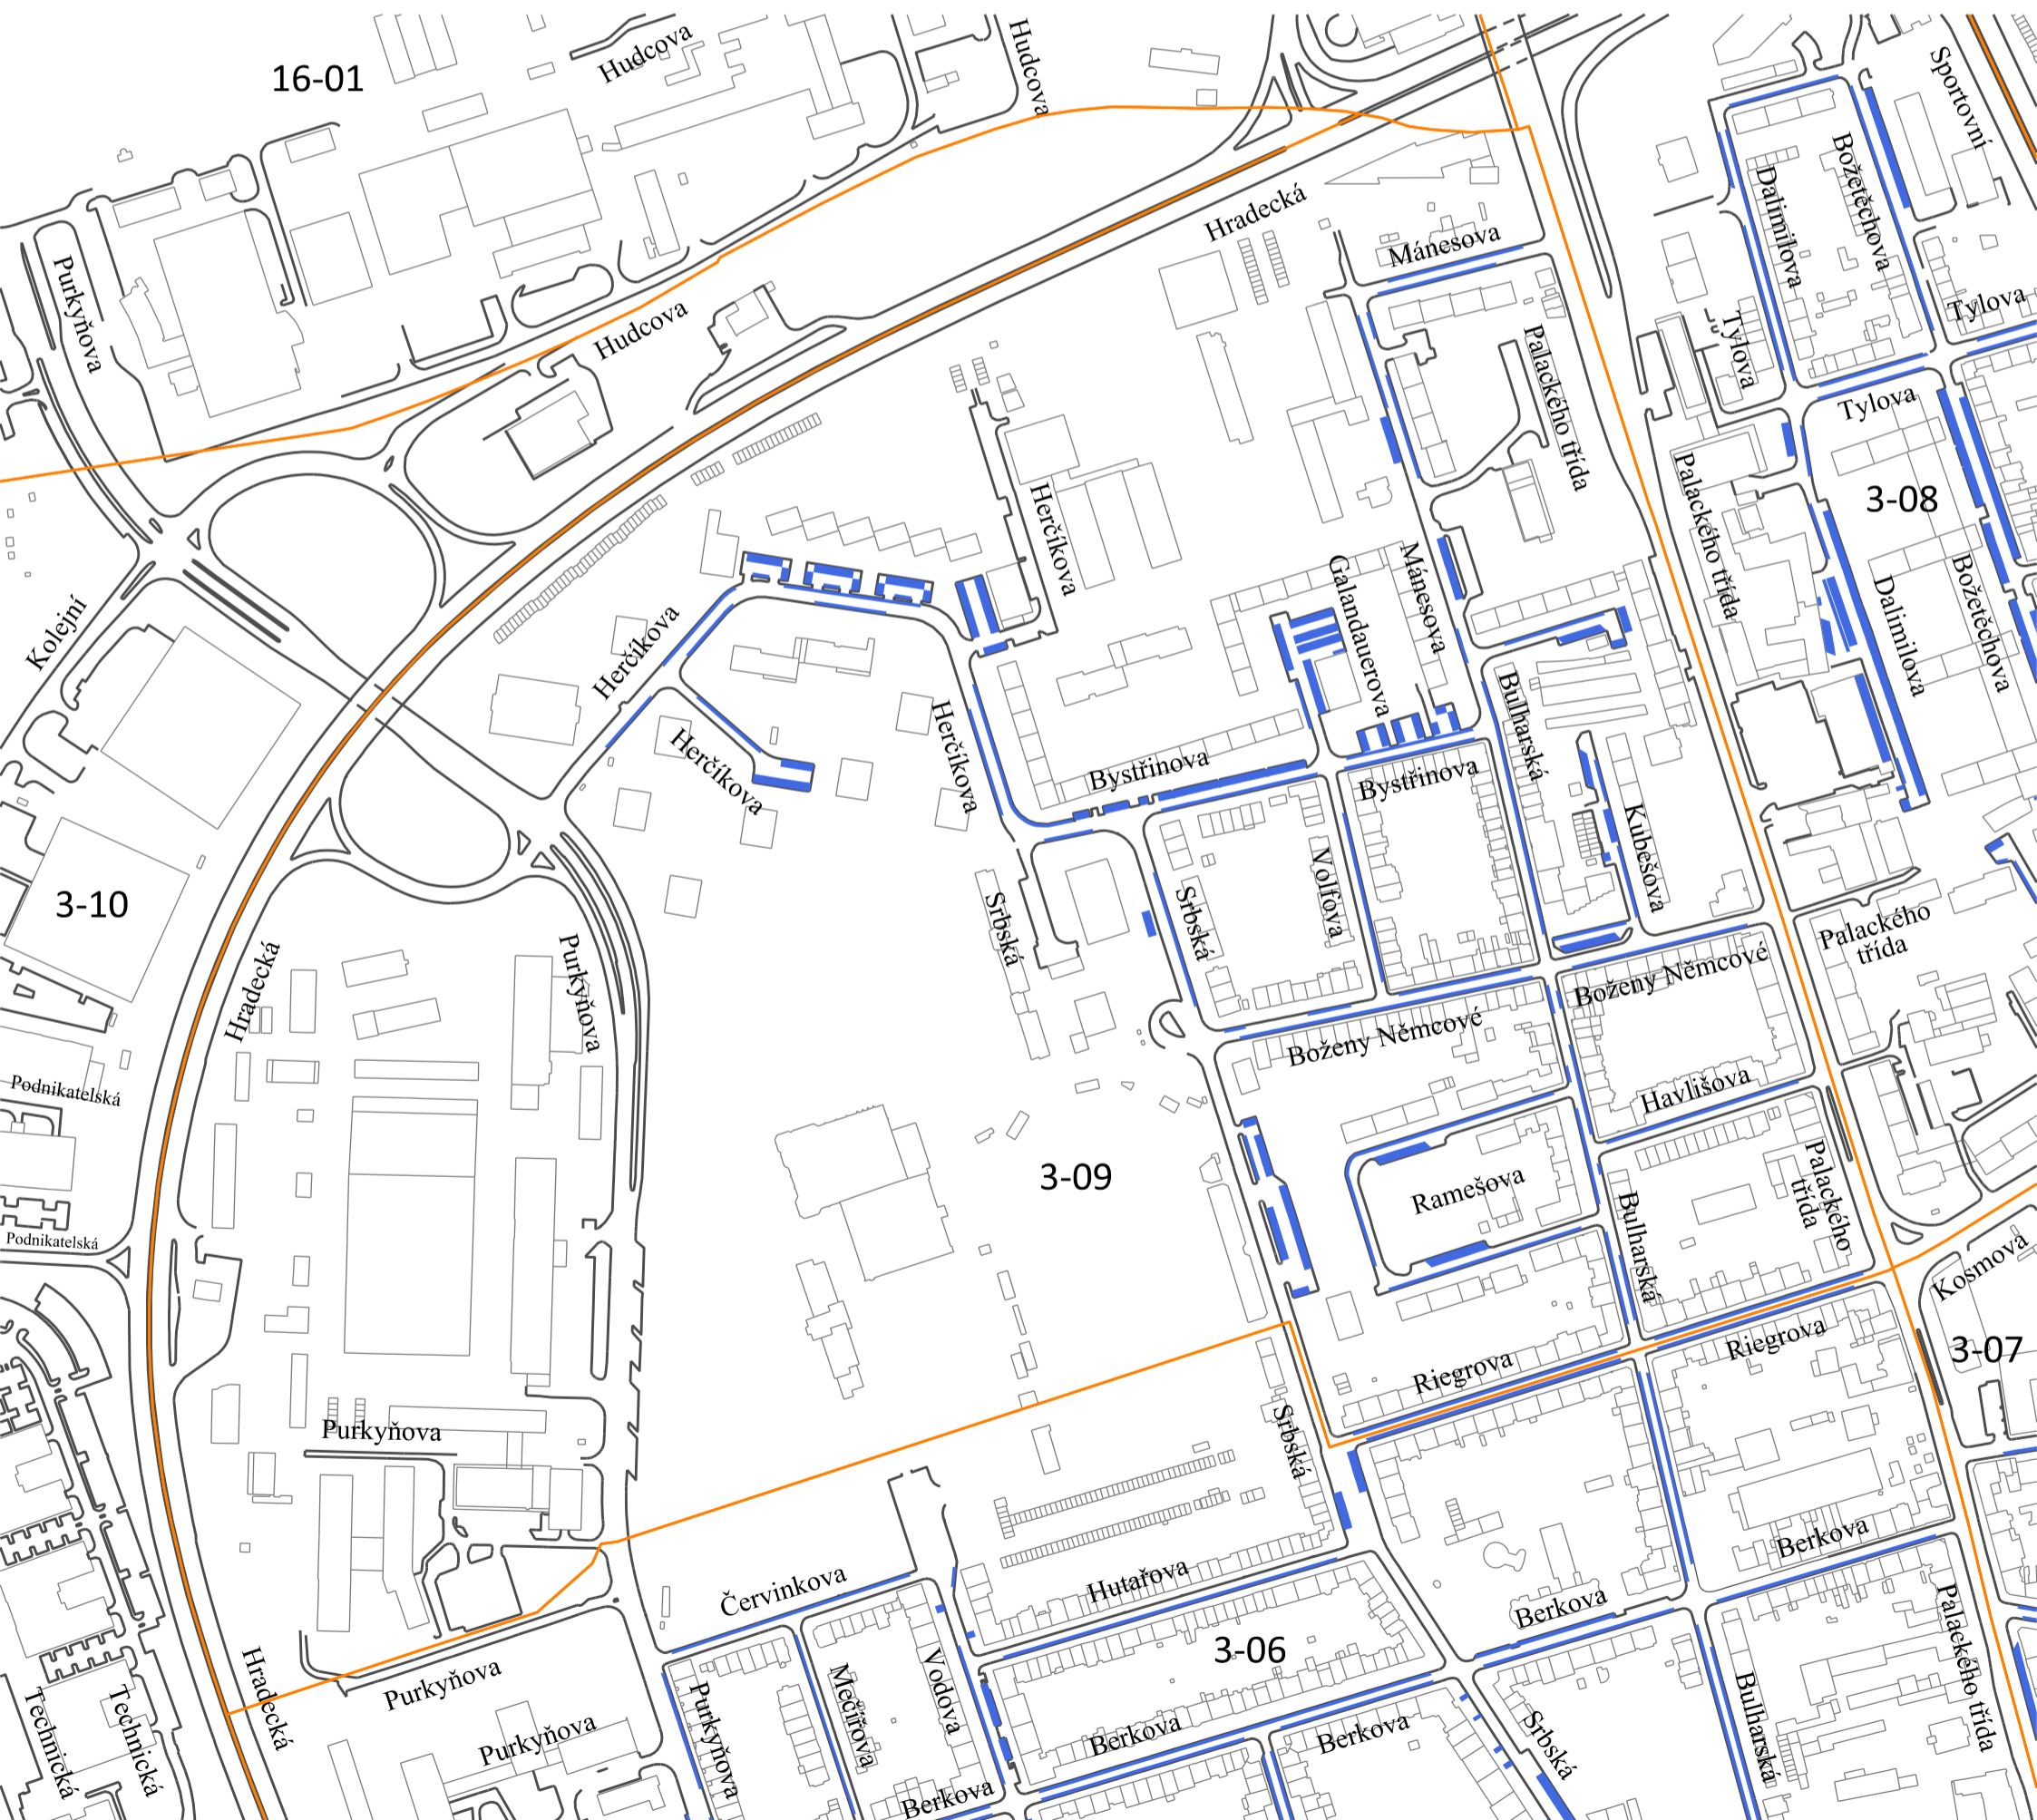 Hudcova
Hudcova
16-01
Sportovní
Purkyňova
Hradecká
Mánesova
Dalimilova
Božetěchova
Tylova
Hudcova
Tylova
Palackého třída
Tylova
Herčíkova
Palackého třída
3-08
Kolejní
Herčíkova
Galandauerova
Mánesova
Dalimilova
Božetěchova
Herčíkova
Herčíkova
Bystřinova
Bystřinova
Bulharská
Kubešova
3-10
Hradecká
Purkyňova
Srbská
Srbská
Volfova
Boženy Němcové
Boženy Němcové
Palackého
třída
Podnikatelská
Havlišova
3-09
Ramešova
Bulharská
Palackého
třída
Podnikatelská
Kosmova
Riegrova
Riegrova
3-07
Purkyňova
Srbská
Červinkova
Hutařova
Berkova
Berkova
3-06
Technická
Technická
Hradecká
Purkyňova
Purkyňova
Purkyňova
Mečířova
Vodova
Berkova
Berkova
Berkova
Srbská
Bulharská
Palackého třída